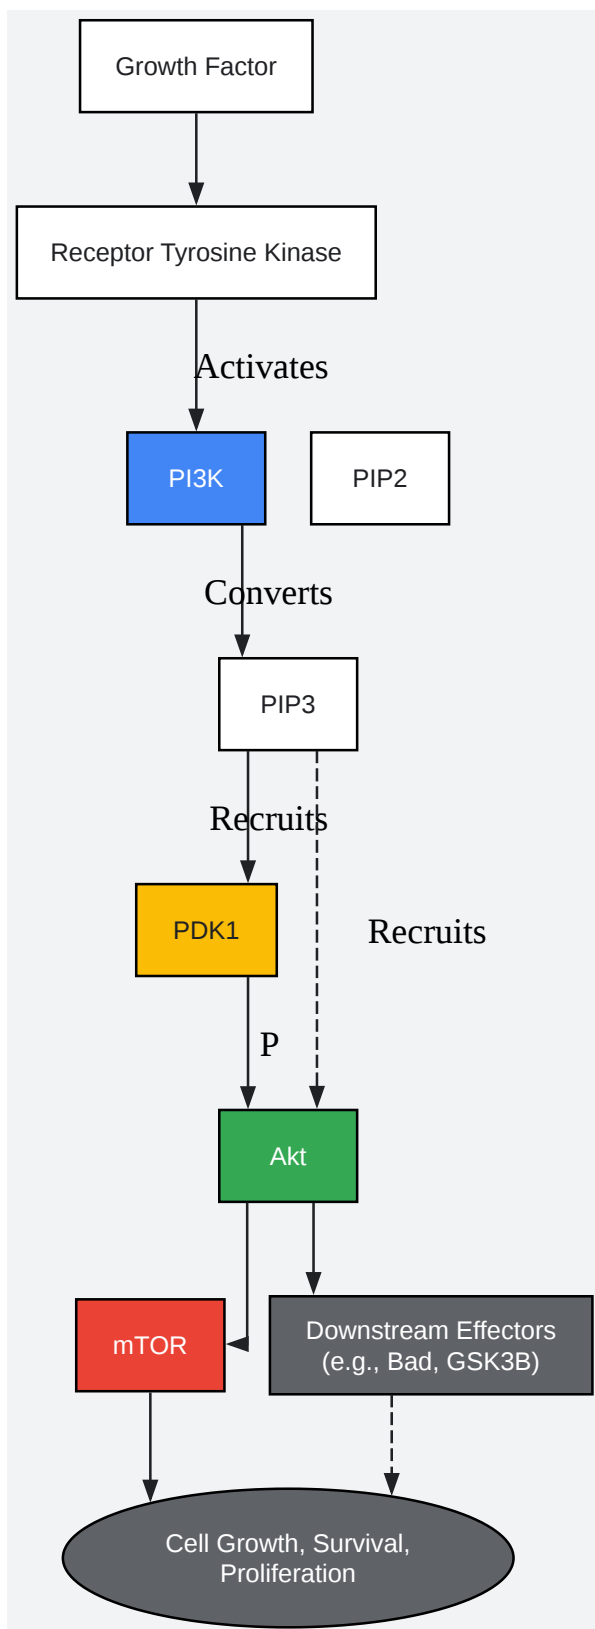 Growth Factor
Receptor Tyrosine Kinase
Activates
PI3K
PIP2
Converts
PIP3
Recruits
PDK1
Recruits
P
Akt
mTOR
Downstream Effectors
(e.g., Bad, GSK3B)
Cell Growth, Survival,
Proliferation